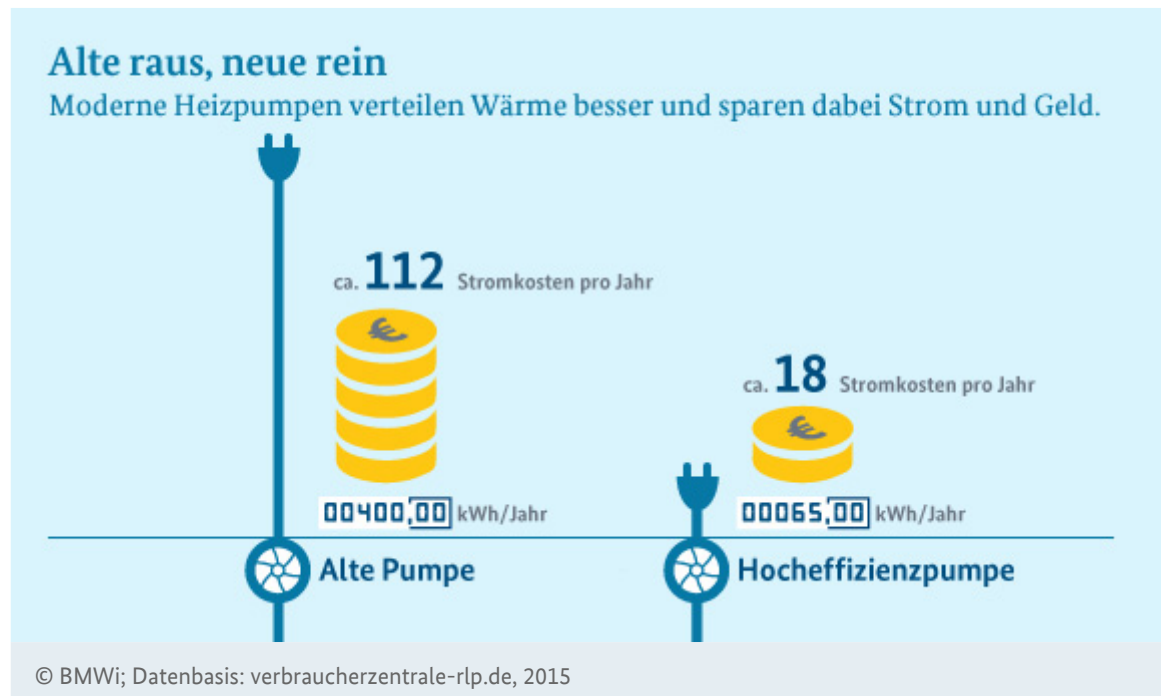 Alte raus, neue rein
Moderne Heizpumpen verteilen Wärme besser und sparen dabei Strom und Geld.
ca. 112 Stromkosten pro Jahr
€
00400,00 kWh/Jahr
Alte Pumpe
ca. 18 Stromkosten pro Jahr
€
00065,00 kWh/Jahr
Hocheffizienzpumpe
© BMWi; Datenbasis: verbraucherzentrale-rlp.de, 2015